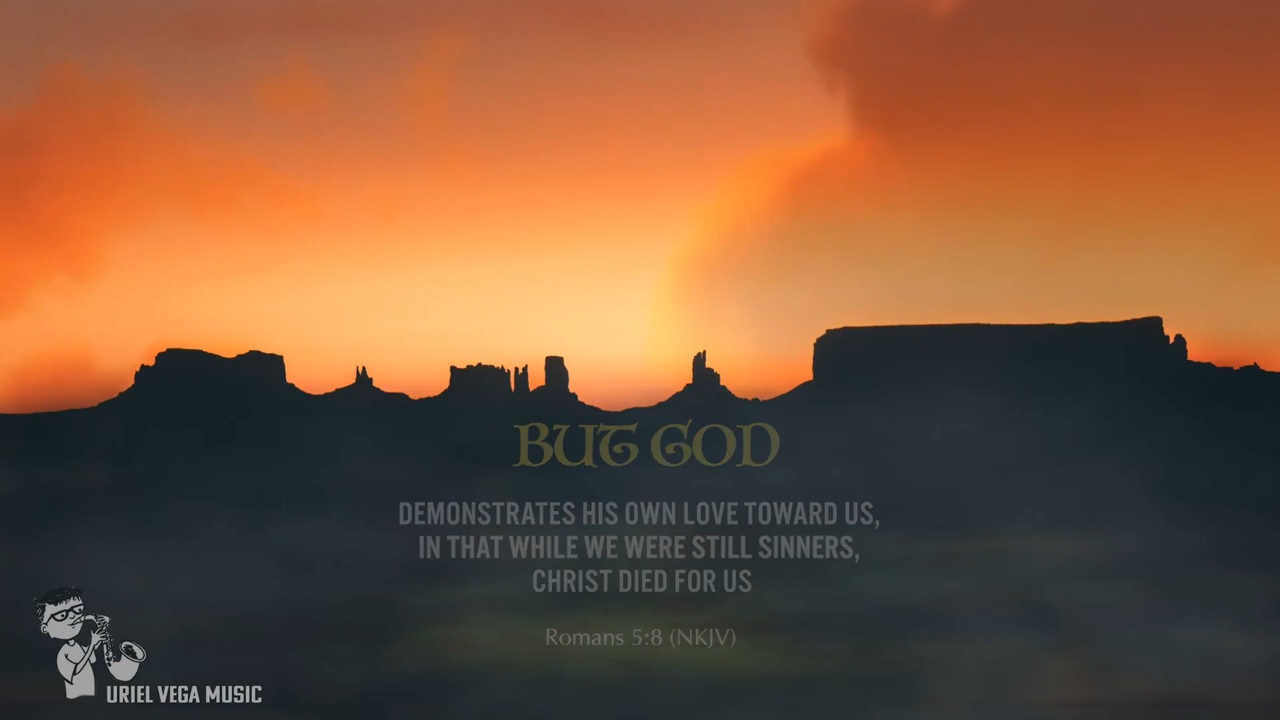 BUT GOD
DEMONSTRATES HIS OWN LOVE TOWARD US,
IN THAT WHILE WE WERE STILL SINNERS,
CHRIST DIED FOR US
Romans 5:8 (NKJV)
URIEL VEGA MUSIC